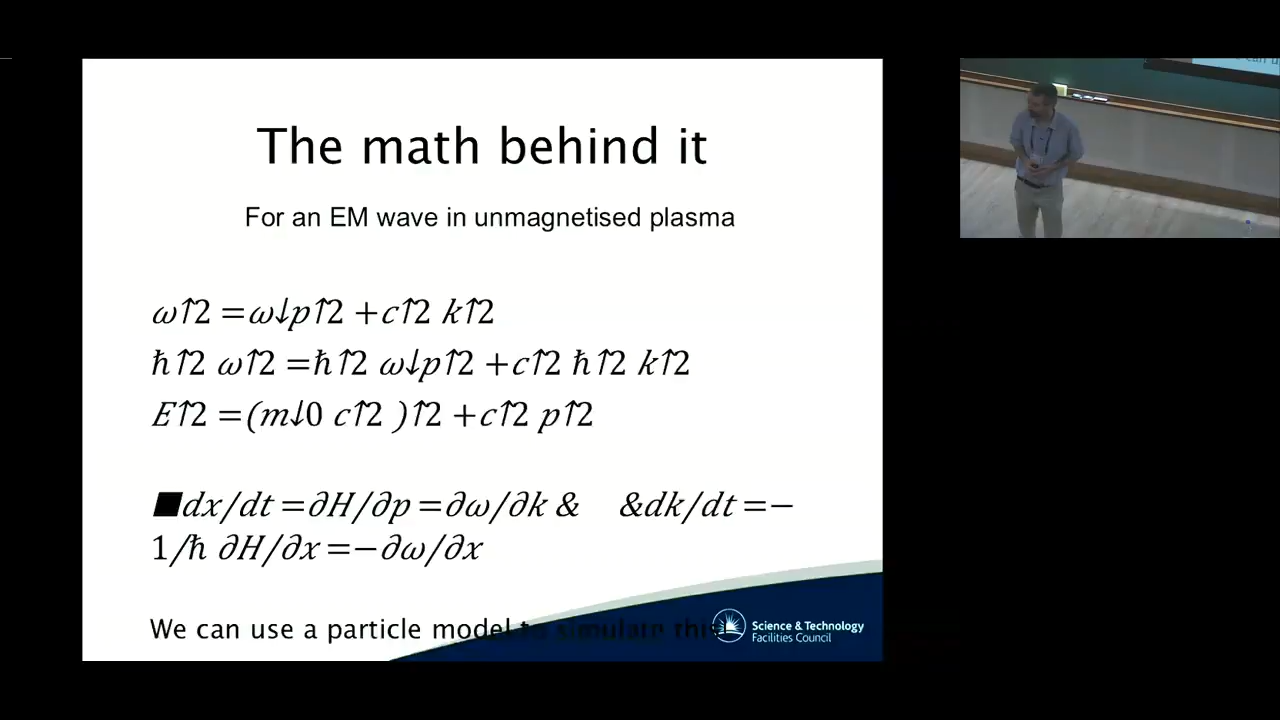 The math behind it
For an EM wave in unmagnetised plasma
ω↑2 =ω↓p↑2 +c↑2 k↑2
ħ↑2 ω↑2 =ħ↑2 ω↓p↑2 +c↑2 ħ↑2 k↑2
E↑2 =(m↓0 c↑2 )↑2 +c↑2 p↑2
■dx/dt =∂H/∂p =∂ω/∂k & &dk/dt =−
1/ħ ∂H/∂x =−∂ω/∂x
We can use a particle model to simulate this!
Science & Technology
Facilities Council